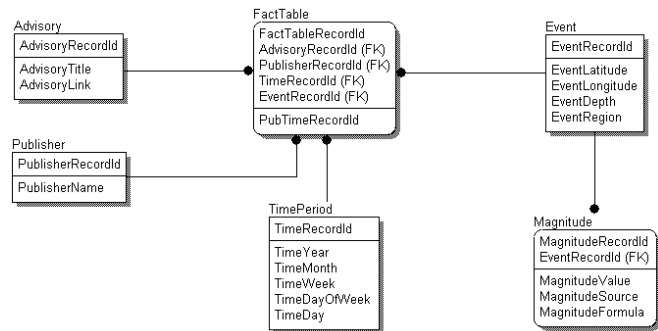 Advisory
AdvisoryRecordId
AdvisoryTitle
AdvisoryLink
FactTable
FactTableRecordId
AdvisoryRecordId (FK)
PublisherRecordId (FK)
TimeRecordId (FK)
EventRecordId (FK)
PubTimeRecordId
Event
EventRecordId
EventLatitude
EventLongitude
EventDepth
EventRegion
Publisher
PublisherRecordId
PublisherName
TimePeriod
TimeRecordId
TimeYear
TimeMonth
TimeWeek
TimeDayOfWeek
TimeDay
Magnitude
MagnitudeRecordId
EventRecordId (FK)
MagnitudeValue
MagnitudeSource
MagnitudeFormula